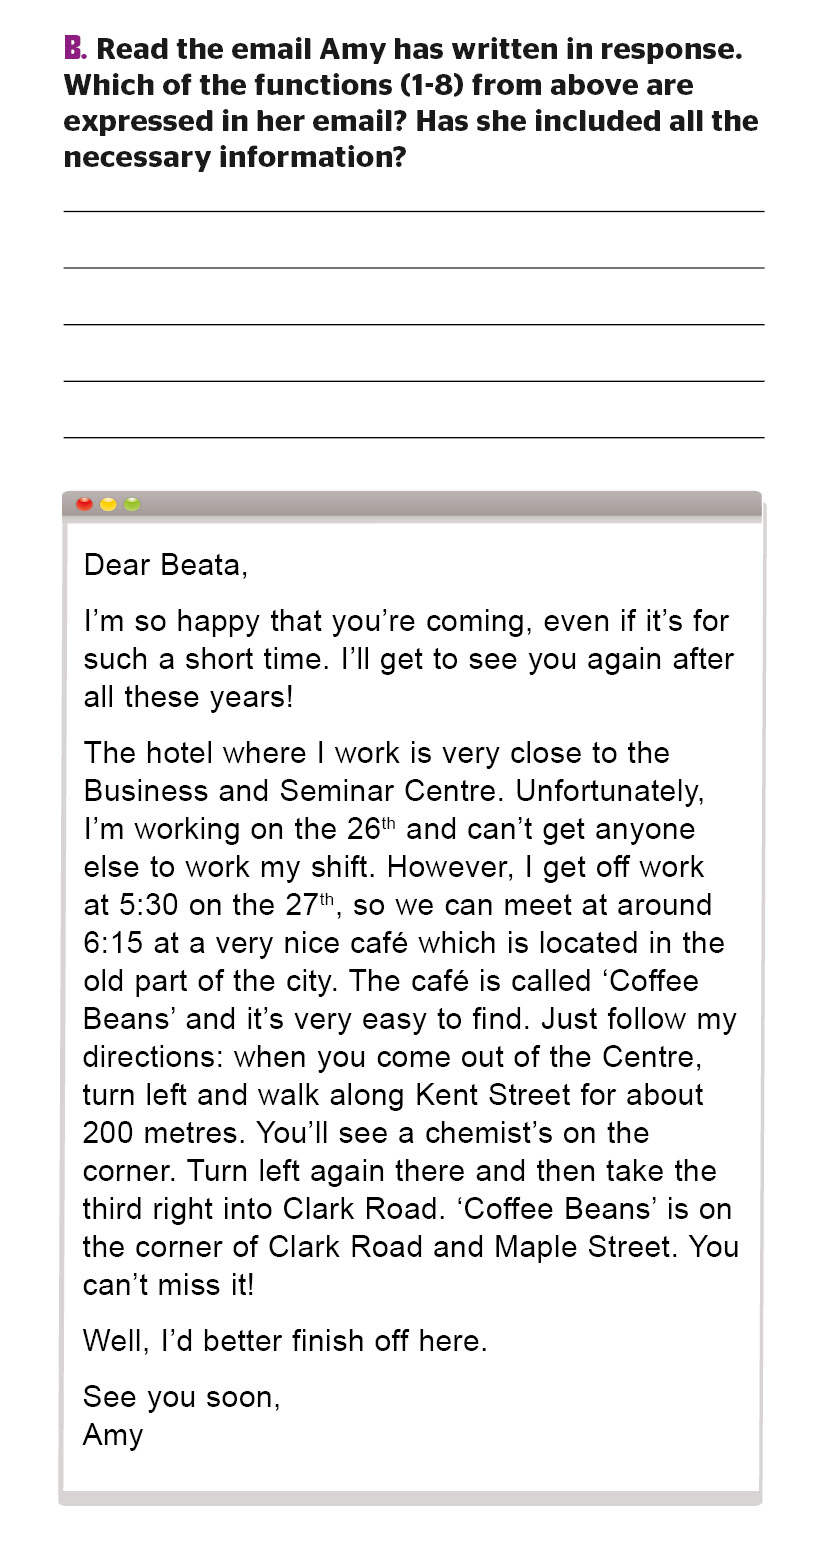 B. Read the email Amy has written in response.
Which of the functions (1-8) from above are
expressed in her email? Has she included all the
necessary information?
Dear Beata,
I’m so happy that you’re coming, even if it’s for
such a short time. I’ll get to see you again after
all these years!
The hotel where I work is very close to the
Business and Seminar Centre. Unfortunately,
I’m working on the 26th and can’t get anyone
else to work my shift. However, I get off work
at 5:30 on the 27th, so we can meet at around
6:15 at a very nice café which is located in the
old part of the city. The café is called ‘Coffee
Beans’ and it’s very easy to find. Just follow my
directions: when you come out of the Centre,
turn left and walk along Kent Street for about
200 metres. You’ll see a chemist’s on the
corner. Turn left again there and then take the
third right into Clark Road. ‘Coffee Beans’ is on
the corner of Clark Road and Maple Street. You
can’t miss it!
Well, I’d better finish off here.
See you soon,
Amy